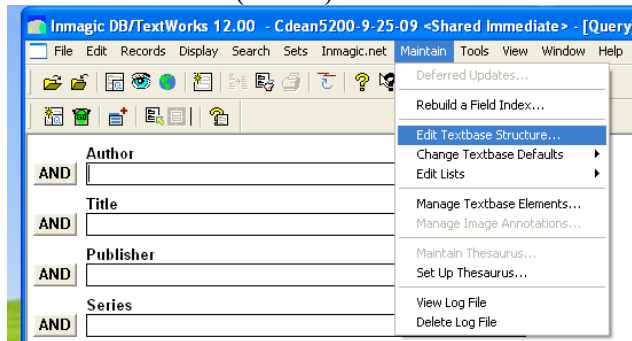 Inmagic DB/TextWorks 12.00 - Cdean5200-9-25-09 <Shared Immediate> - [Query
File Edit Records Display Search Sets Inmagic.net Maintain Tools View Window Help
Deferred Updates...
Rebuild a Field Index...
Edit Textbase Structure...
Change Textbase Defaults
Edit Lists
Manage Textbase Elements...
Manage Image Annotations...
Maintain Thesaurus...
Set Up Thesaurus...
View Log File
Delete Log File
Author
AND
Title
AND
Publisher
AND
Series
AND